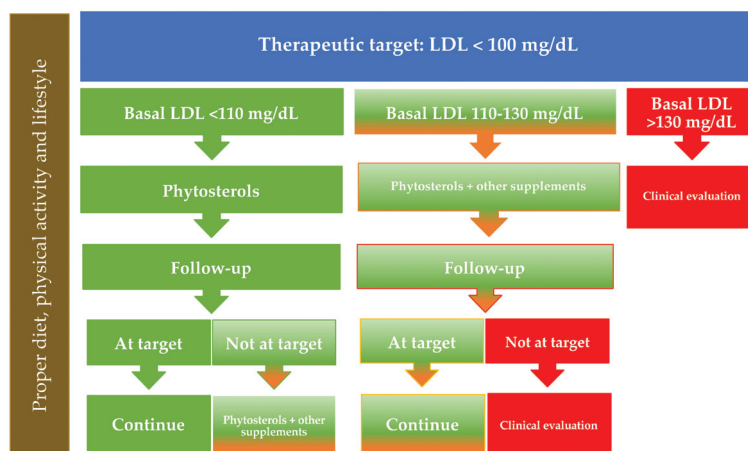 Proper diet, physical activity and lifestyle
Therapeutic target: LDL < 100 mg/dL
Basal LDL <110 mg/dL
Basal LDL 110-130 mg/dL
Basal LDL
>130 mg/dL
Phytosterols
Phytosterols + other supplements
Clinical evaluation
Follow-up
Follow-up
At target
Not at target
At target
Not at target
Continue
Phytosterols + other
supplements
Continue
Clinical evaluation